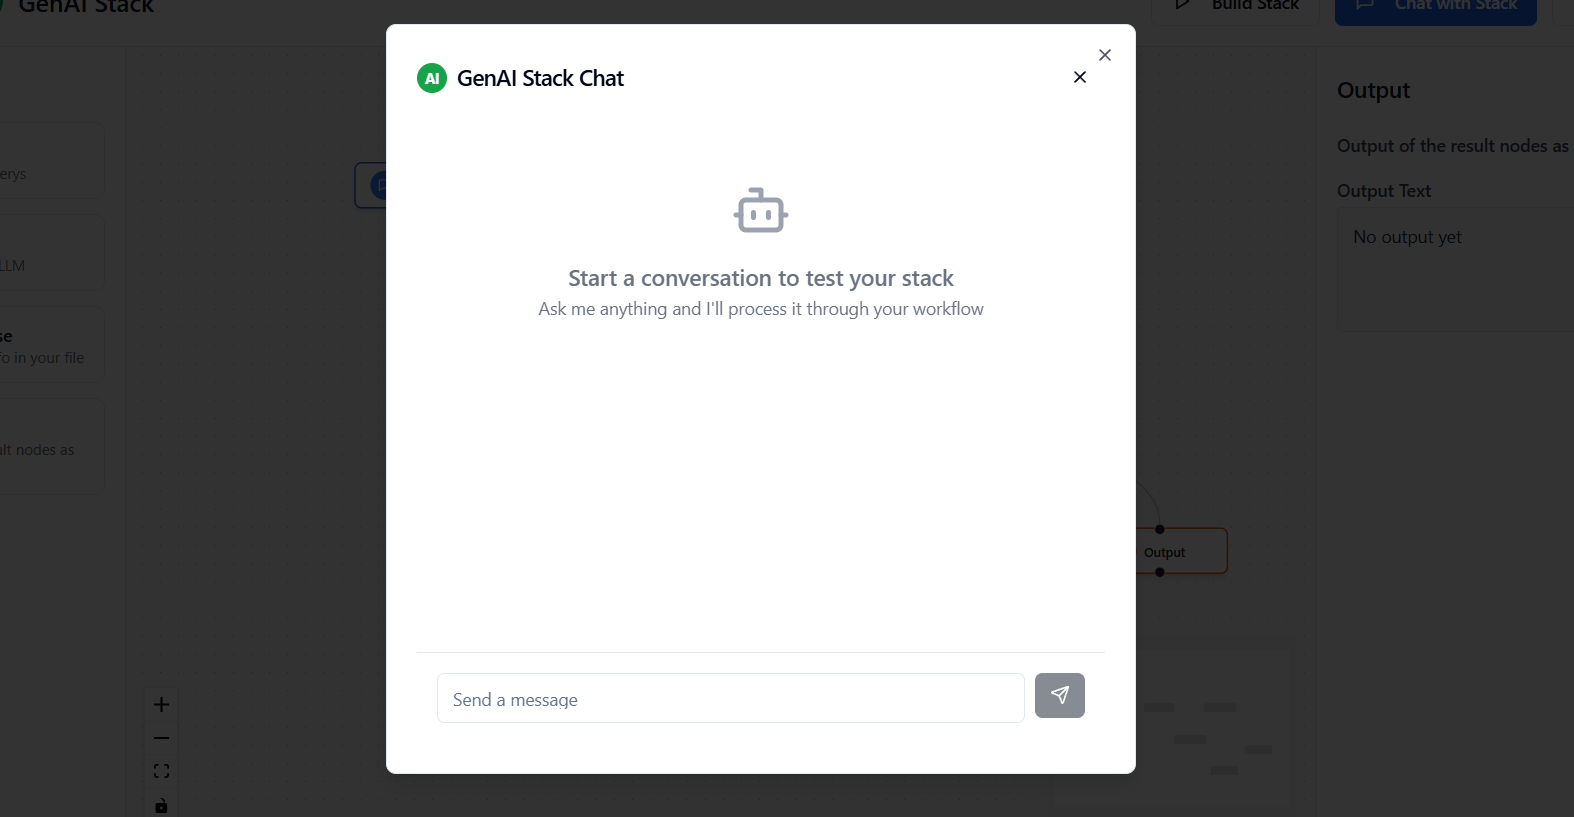 GenAI Stack
Build Stack
Chat with Stack
erys
LLM
se
fo in your file
ult nodes as
AI GenAI Stack Chat
Start a conversation to test your stack
Ask me anything and I'll process it through your workflow
Send a message
Output
Output
Output of the result nodes as
Output Text
No output yet